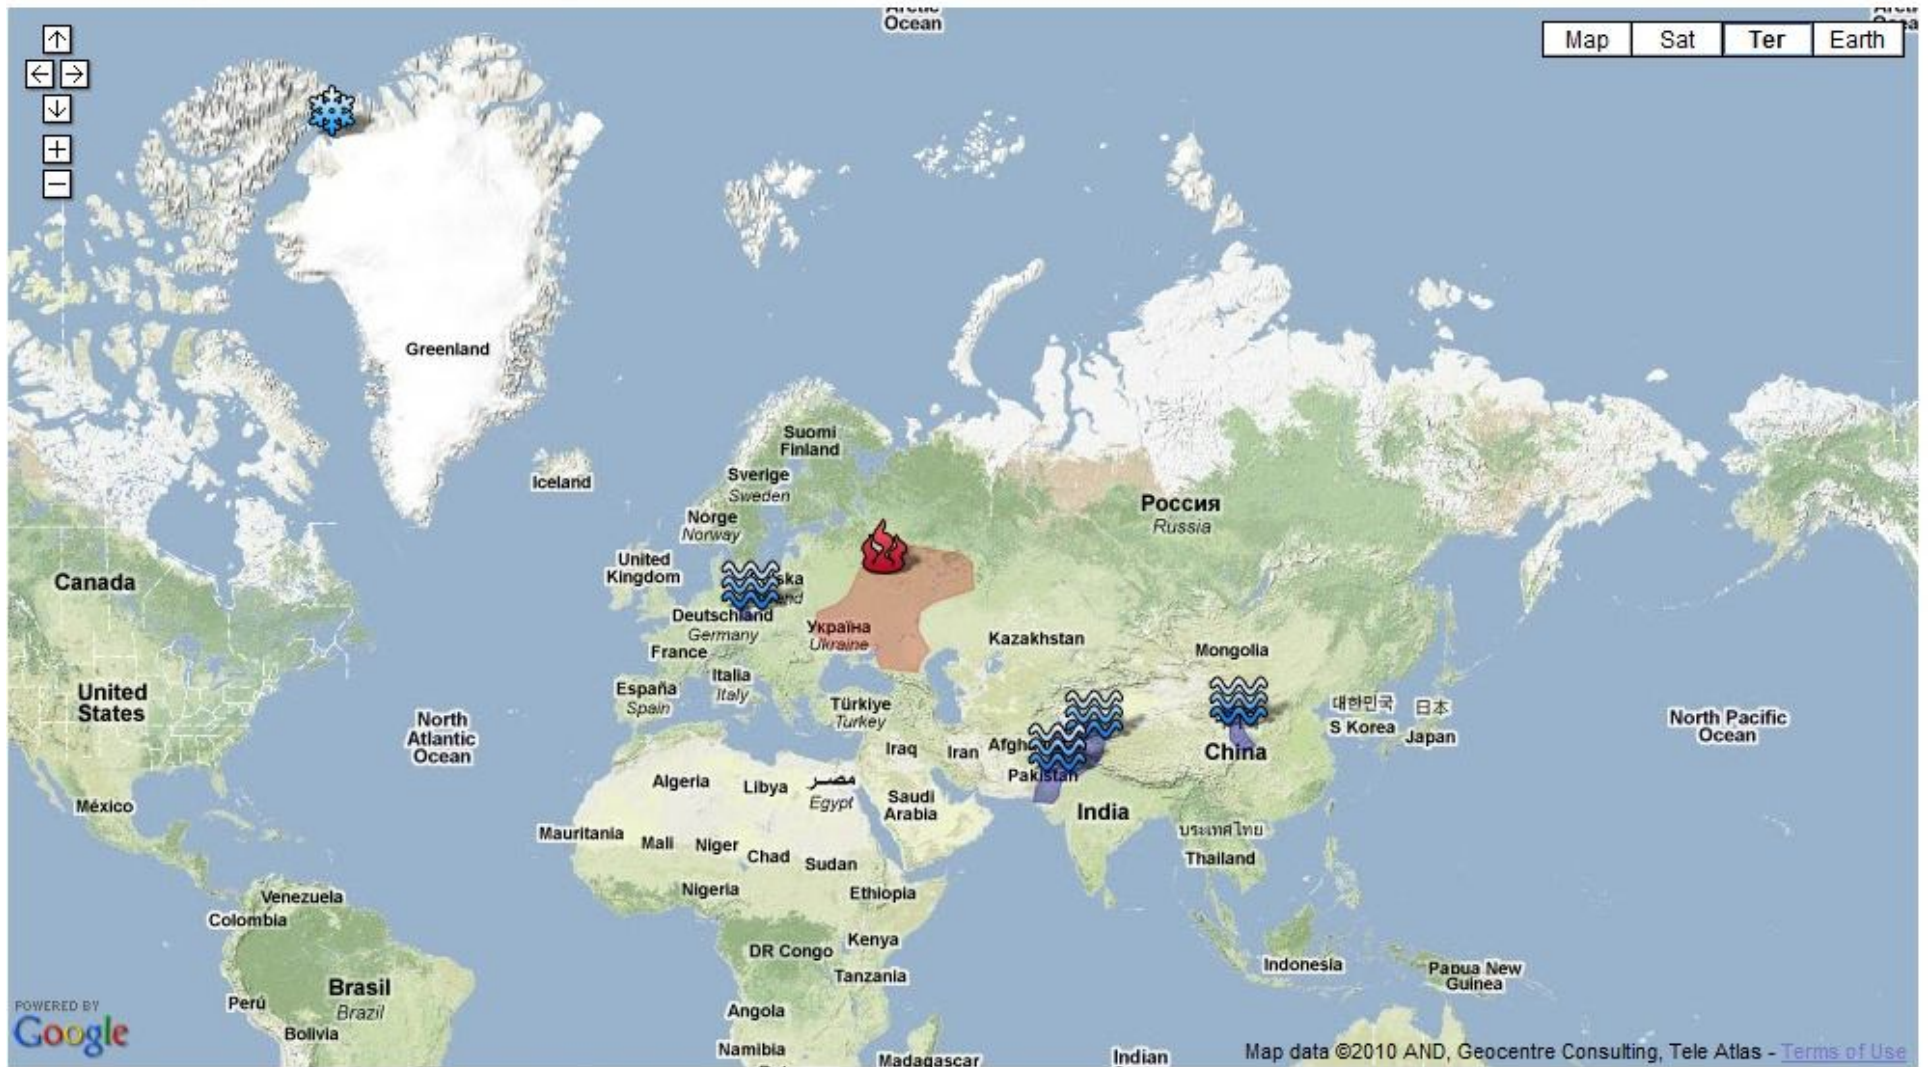 Arctic
Ocean
Map
Sat
Ter
Earth
Greenland
Iceland
Suomi
Finland
Sverige
Sweden
Norge
Norway
Россия
Russia
United
Kingdom
Canada
ska
and
Deutschland
Germany
Україна
Ukraine
France
Kazakhstan
Mongolia
Italia
Italy
España
Spain
United
States
Türkiye
Turkey
대한민국
S Korea
日本
Japan
North
Atlantic
Ocean
North Pacific
Ocean
Iraq
Iran
Afgh
China
Pakistan
Algeria
Libya
مصر
Egypt
Saudi
Arabia
India
México
Mauritania
Mali
Niger
Chad
Sudan
ประเทศไทย
Thailand
Nigeria
Ethiopia
Venezuela
Colombia
Kenya
DR Congo
Tanzania
Indonesia
Papua New
Guinea
Brasil
Brazil
Perú
Angola
Bolivia
Namibia
Madagascar
Indian
POWERED BY
Google
Map data ©2010 AND, Geocentre Consulting, Tele Atlas - Terms of Use